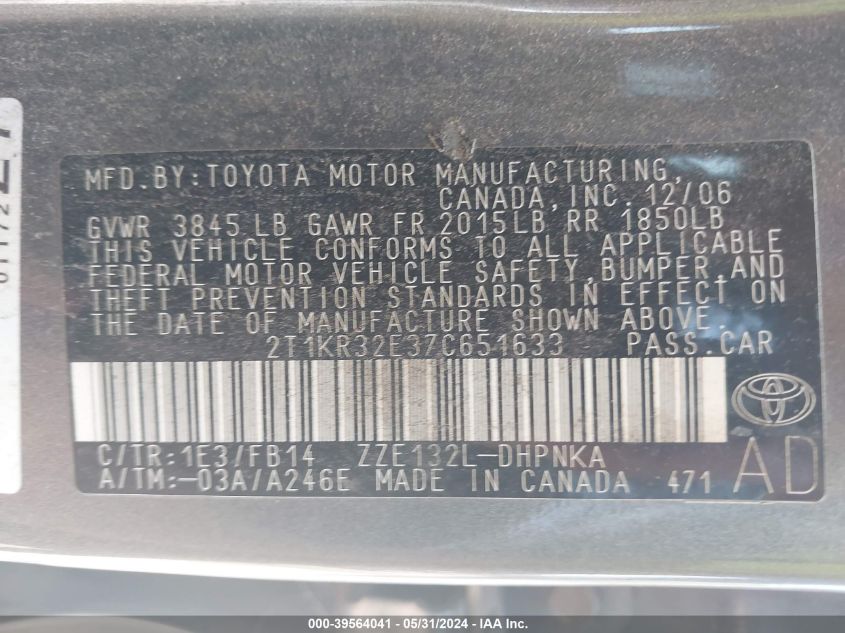 MFD.BY:TOYOTA MOTOR MANUFACTURING,
CANADA,INC. 12/06
GVWR 3845 LB GAWR FR 2015LB RR 1850LB
THIS VEHICLE CONFORMS TO ALL APPLICABLE
FEDERAL MOTOR VEHICLE SAFETY,BUMPER,AND
THEFT PREVENTION STANDARDS IN EFFECT ON
THE DATE OF MANUFACTURE SHOWN ABOVE.
2T1KR32E37C651633 PASS.CAR
C/TR:1E3/FB14 ZZE132L-DHPNKA
A/TM:-03A/A246E MADE IN CANADA 471
AD
000-39564041 - 05/31/2024 - IAAI.com